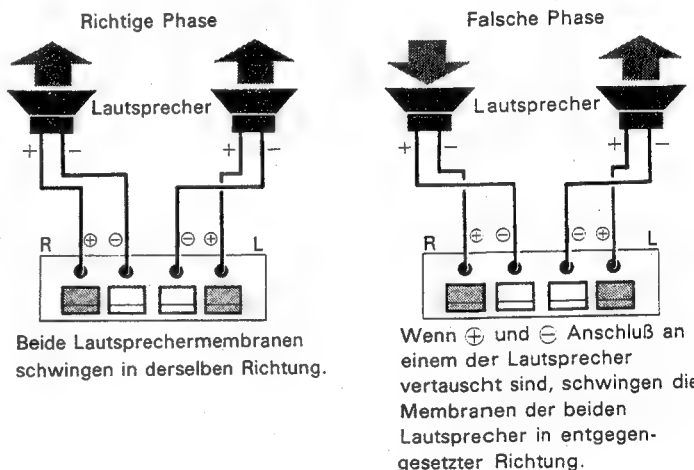 Richtige Phase
Lautsprecher
+ - + -
R ⊕ ⊖ ⊖ ⊕ L
Beide Lautsprechermembranen
schwingen in derselben Richtung.
Falsche Phase
Lautsprecher
+ - + -
R ⊖ ⊖ ⊕ L
Wenn ⊕ und ⊖ Anschluß an
einem der Lautsprecher
vertauscht sind, schwingen die
Membranen der beiden
Lautsprecher in entgegen-
gesetzter Richtung.